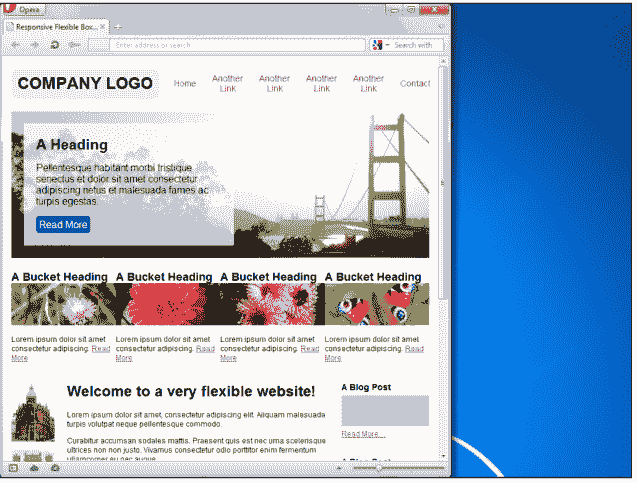 Opera
Responsive Flexible Box...
Enter address or search
Search with
COMPANY LOGO
Home
Another
Link
Another
Link
Another
Link
Another
Link
Contact
A Heading
Pellentesque habitant morbi tristique
senectus et dolor sit amet consectetur
adipiscing netus et malesuada fames ac
turpis egestas.
Read More
A Bucket Heading
A Bucket Heading
A Bucket Heading
A Bucket Heading
Lorem ipsum dolor sit amet
consectetur adipiscing. Read
More
Lorem ipsum dolor sit amet
consectetur adipiscing. Read
More
Lorem ipsum dolor sit amet
consectetur adipiscing. Read
More
Lorem ipsum dolor sit amet
consectetur adipiscing. Read
More
Welcome to a very flexible website!
Lorem ipsum dolor sit amet, consectetur adipiscing elit. Aliquam malesuada
turpis volutpat neque pellentesque commodo.
Curabitur accumsan sodales mattis. Praesent quis est nec urna scelerisque
ultrices non non justo. Vivamus consectetur odio porttitor enim fermentum
ullamcorper eu nac augue.
A Blog Post
Read More...
A Blog Post